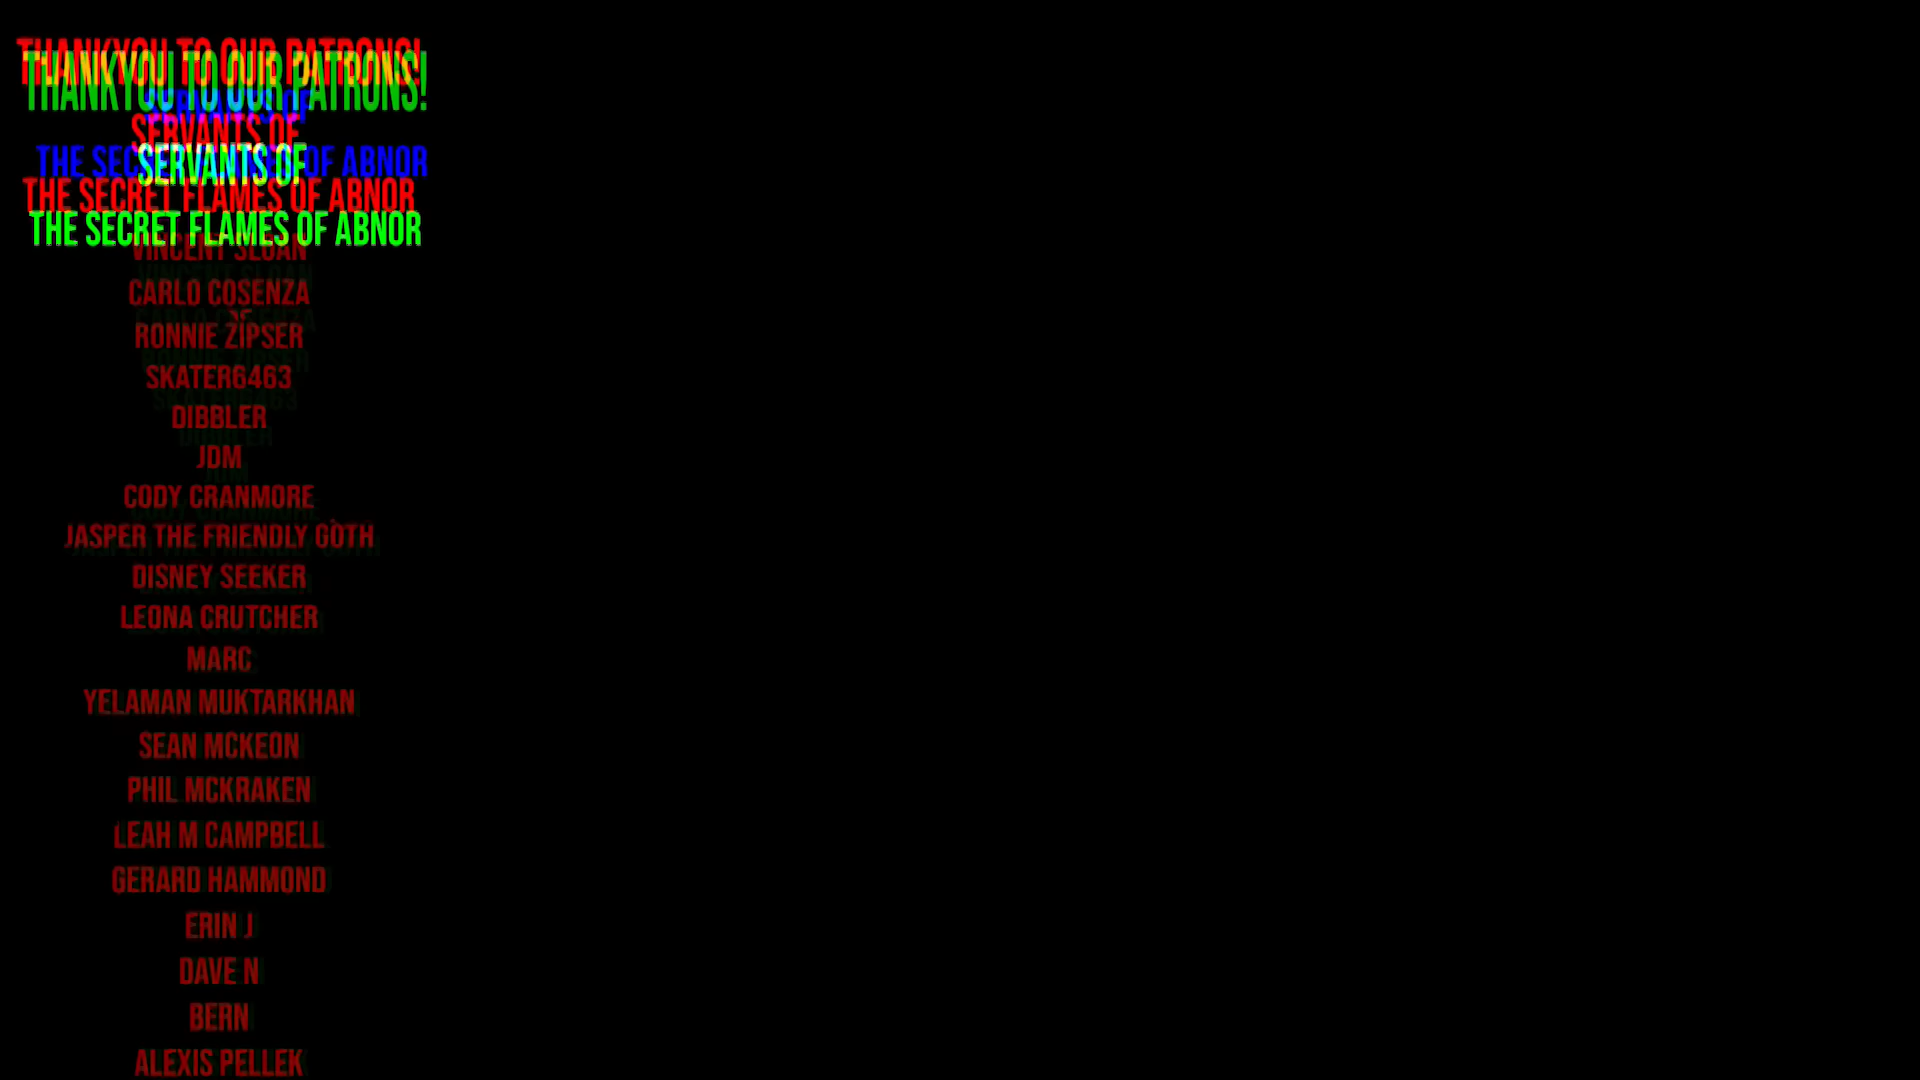 THANKYOU TO OUR PATRONS!
SERVANTS OF
THE SECRET FLAMES OF ABNOR
VINCENT SLOAN
CARLO COSENZA
RONNIE ZIPSER
SKATER6463
DIBBLER
JDM
CODY CRANMORE
JASPER THE FRIENDLY GOTH
DISNEY SEEKER
LEONA CRUTCHER
MARC
YELAMAN MUKTARKHAN
SEAN MCKEON
PHIL MCKRAKEN
LEAH M CAMPBELL
GERARD HAMMOND
ERIN J
DAVE N
BERN
ALEXIS PELLEK